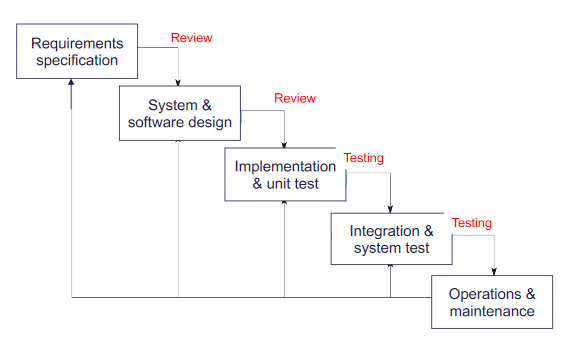 Requirements
specification
Review
System &
software design
Review
Implementation
& unit test
Testing
Integration &
system test
Testing
Operations &
maintenance